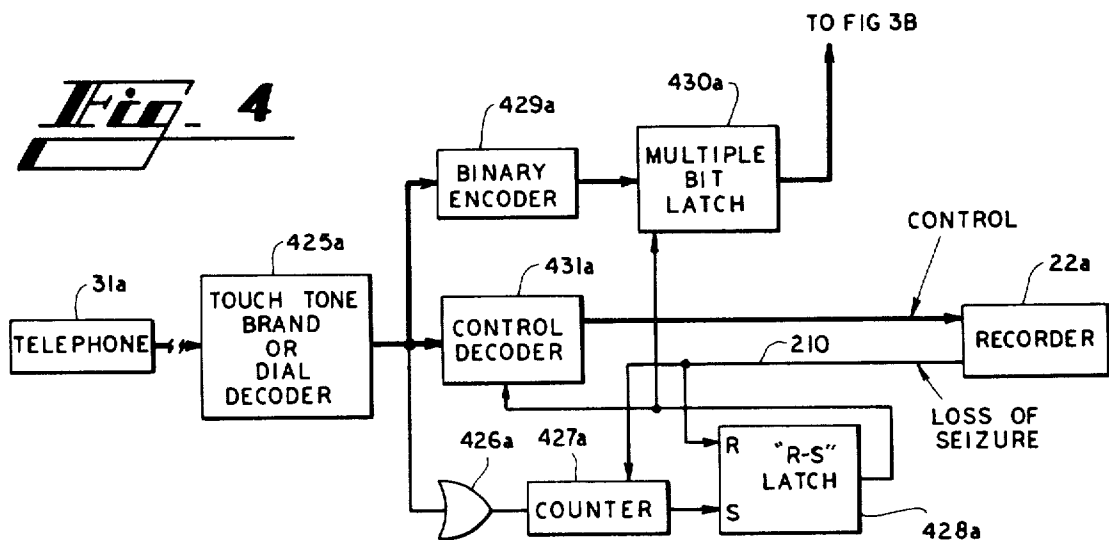 TO FIG 3B
Fig. 4
429a
430a
BINARY
ENCODER
MULTIPLE
BIT
LATCH
CONTROL
425a
431a
22a
31a
TELEPHONE
TOUCH TONE
BRAND
OR
DIAL
DECODER
CONTROL
DECODER
210
RECORDER
LOSS OF
SEIZURE
426a
427a
COUNTER
R
S
"R-S"
LATCH
428a